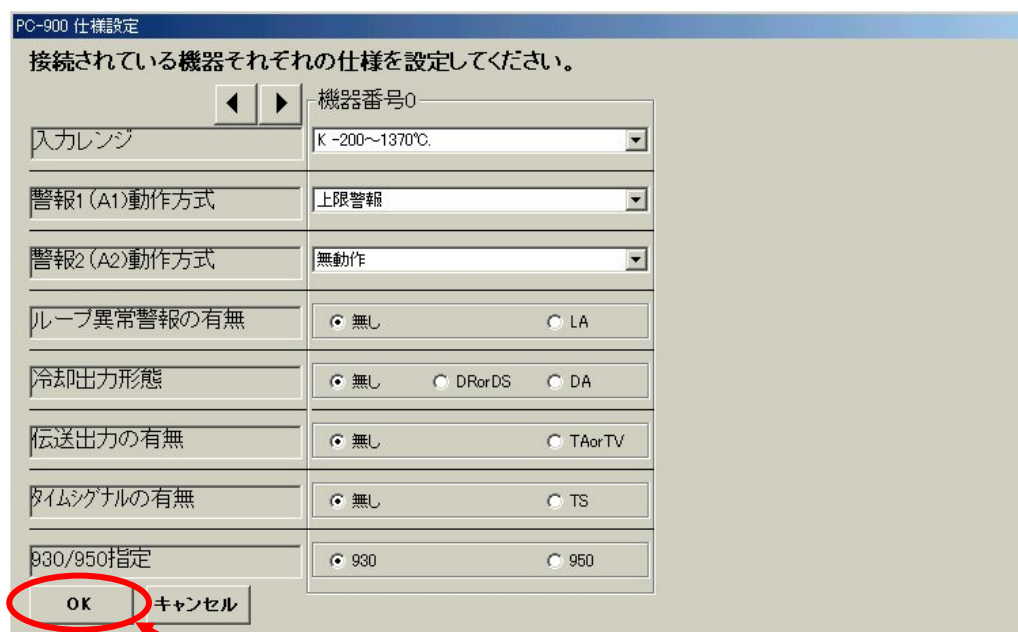 PC-900 仕様設定
接続されている機器それぞれの仕様を設定してください。
機器番号0
入力レンジ K -200～1370℃.
警報1(A1)動作方式 上限警報
警報2(A2)動作方式 無動作
ループ異常警報の有無 無し LA
冷却出力形態 無し DRorDS DA
伝送出力の有無 無し TAorTV
タイムシグナルの有無 無し TS
930/950指定 930 950
OK キャンセル